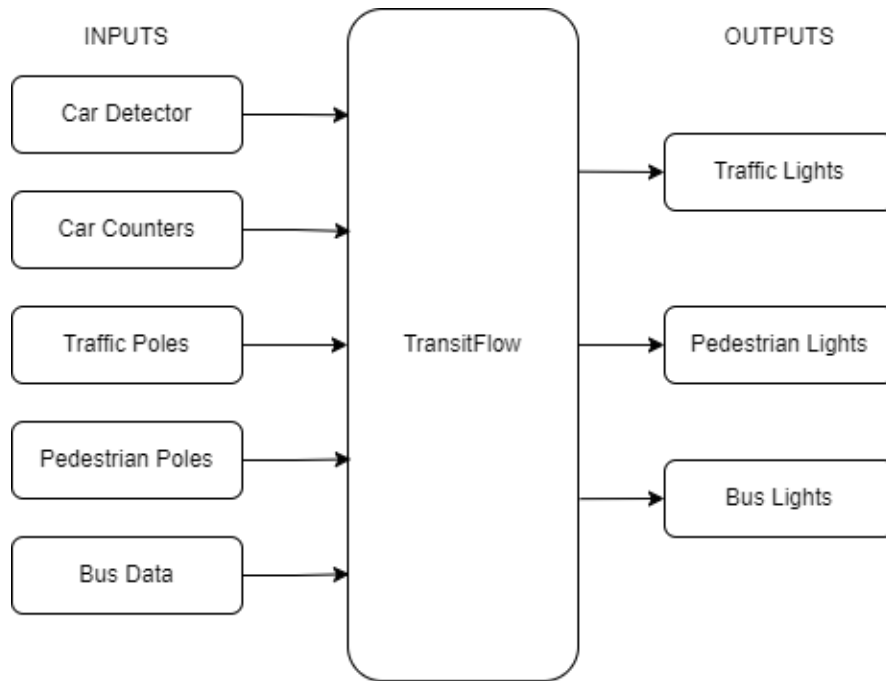 INPUTS
Car Detector
Car Counters
Traffic Poles
Pedestrian Poles
Bus Data
TransitFlow
OUTPUTS
Traffic Lights
Pedestrian Lights
Bus Lights